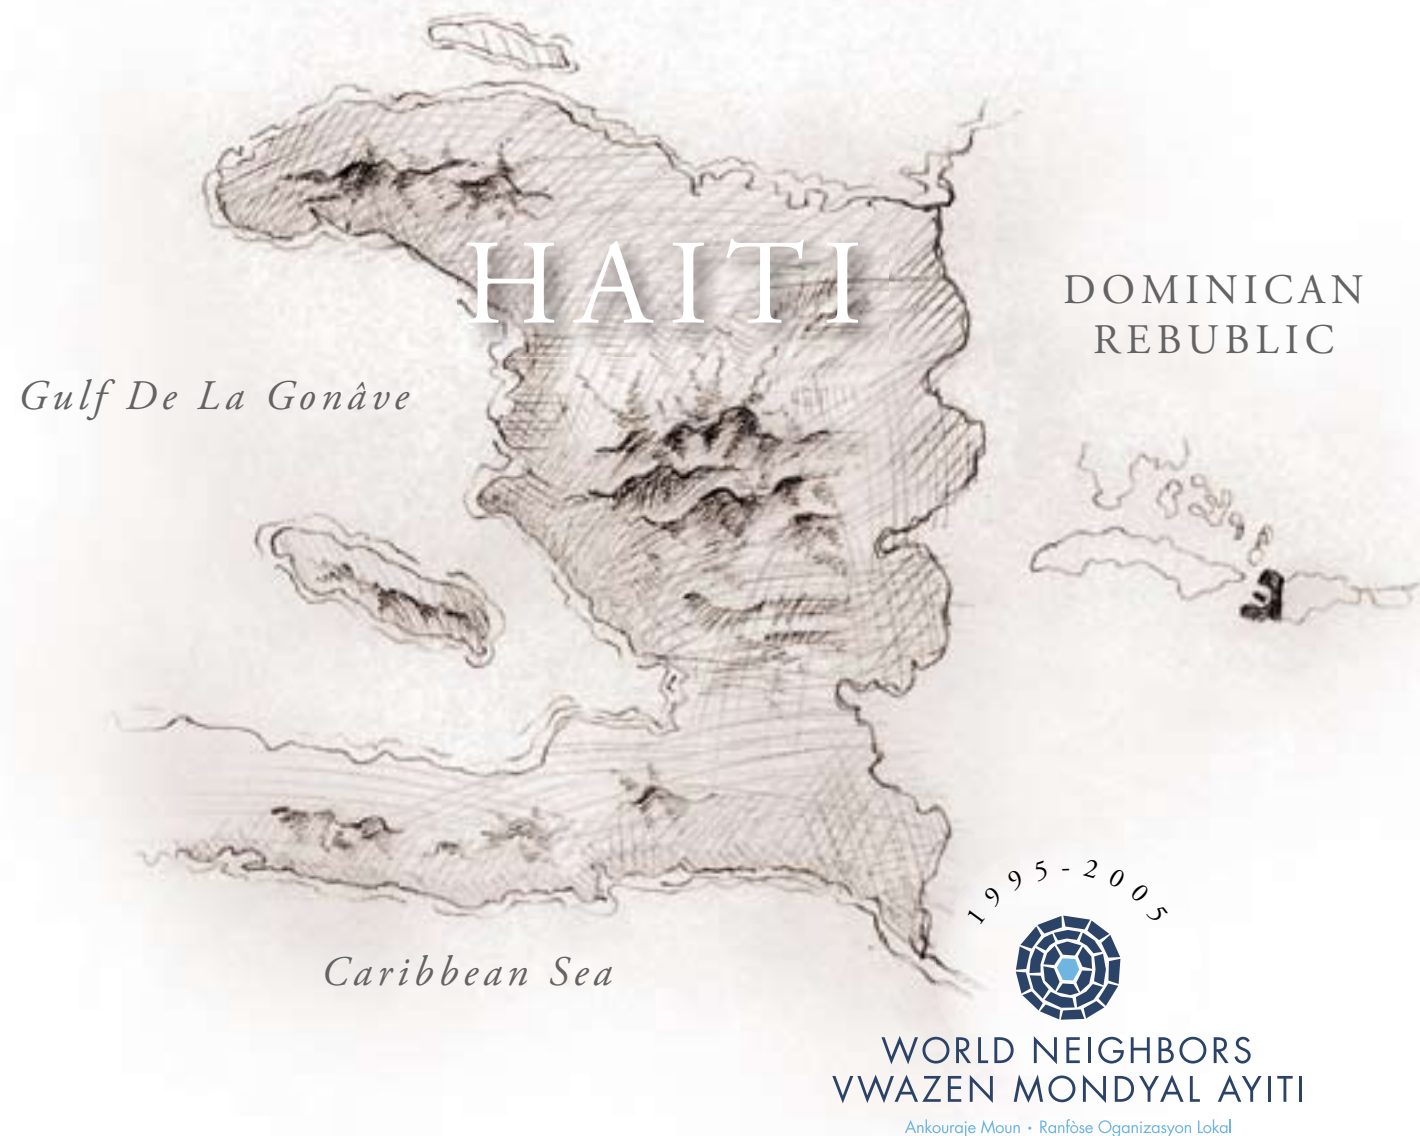 HAITI
DOMINICAN
REBUBLIC
Gulf De La Gonâve
Caribbean Sea
1995-2005
WORLD NEIGHBORS
VWAZEN MONDYAL AYITI
Ankouraje Moun • Ranfòse Oganizasyon Lokal